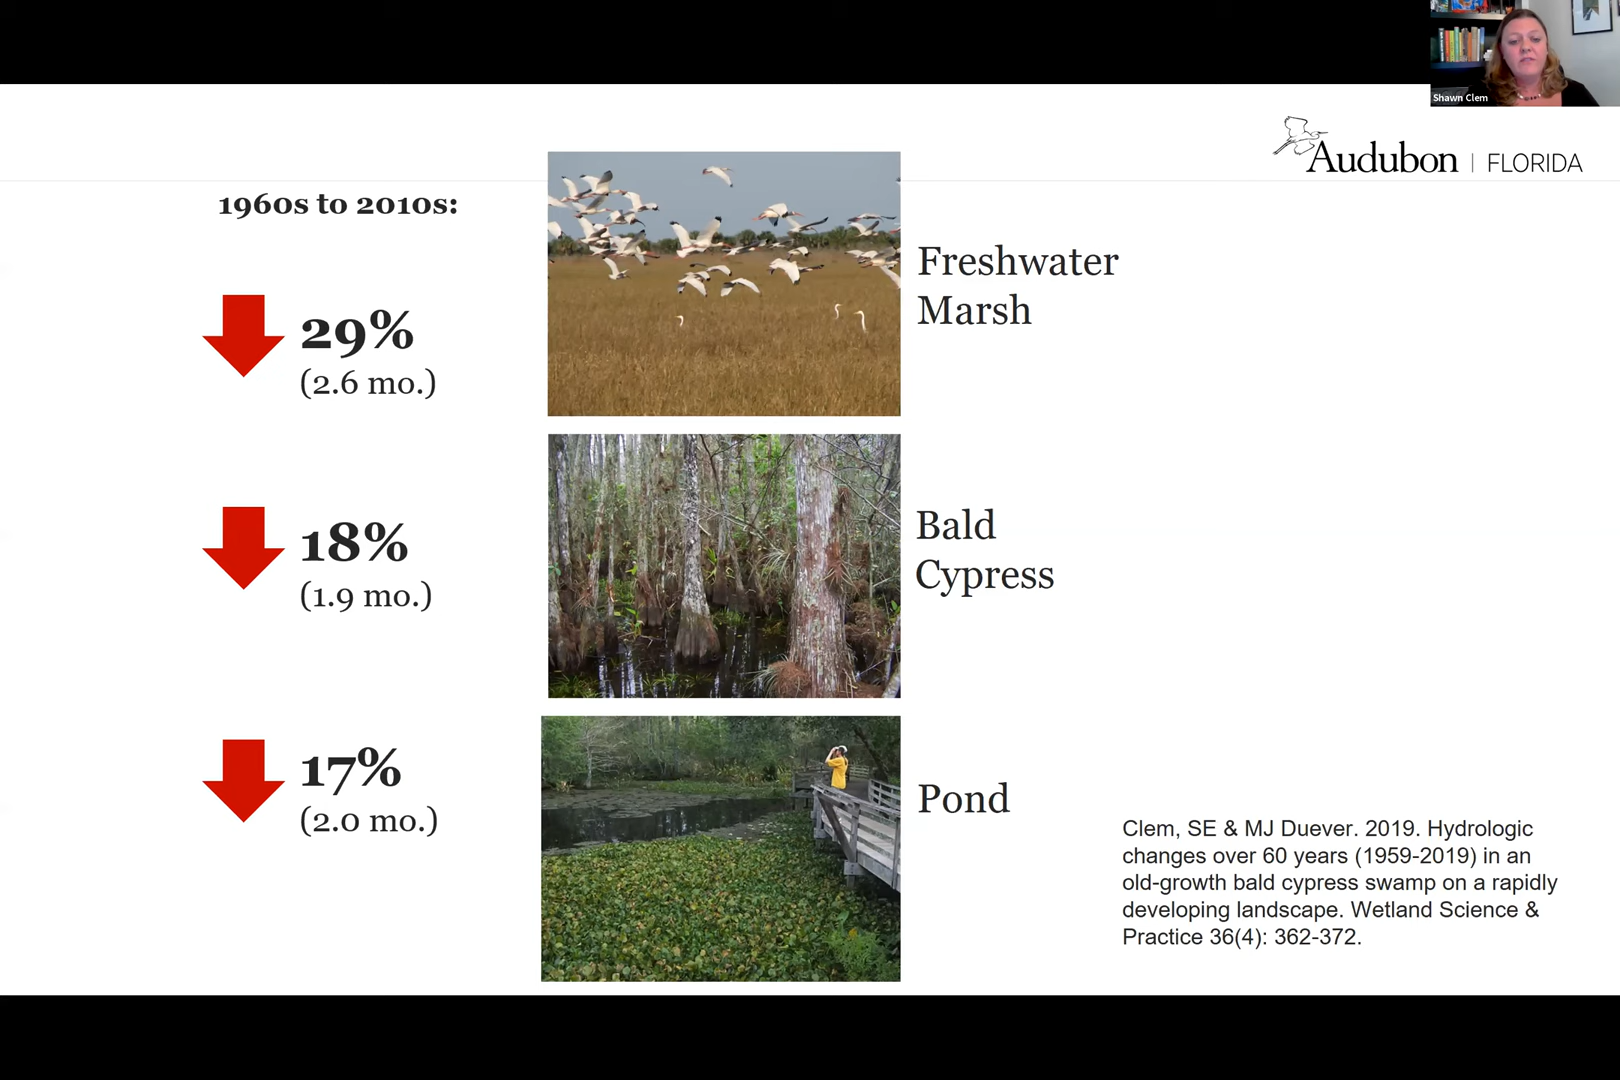 Shawn Clem
Audubon | FLORIDA
1960s to 2010s:
29%
(2.6 mo.)
Freshwater
Marsh
18%
(1.9 mo.)
Bald
Cypress
17%
(2.0 mo.)
Pond
Clem, SE & MJ Duever. 2019. Hydrologic
changes over 60 years (1959-2019) in an
old-growth bald cypress swamp on a rapidly
developing landscape. Wetland Science &
Practice 36(4): 362-372.